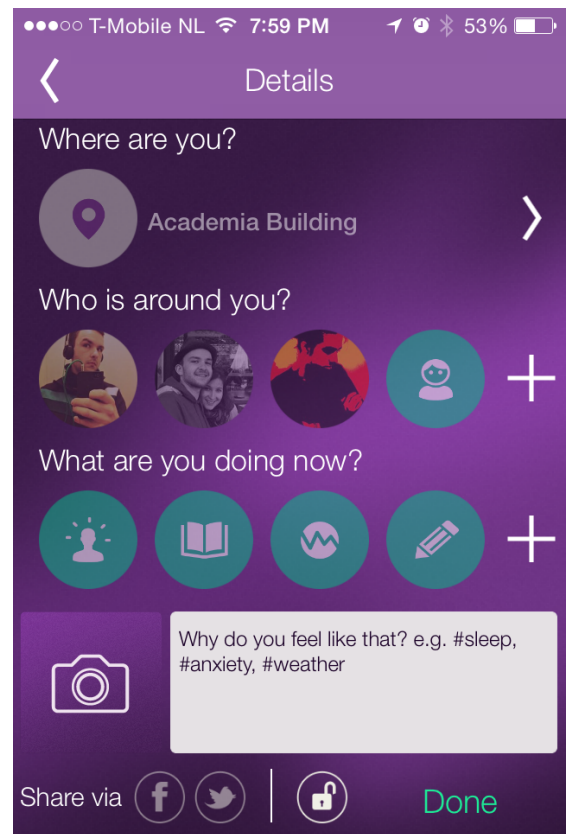 T-Mobile NL 7:59 PM 53%
Details
Where are you?
Academia Building
Who is around you?
What are you doing now?
Why do you feel like that? e.g. #sleep,
#anxiety, #weather
Share via f Done